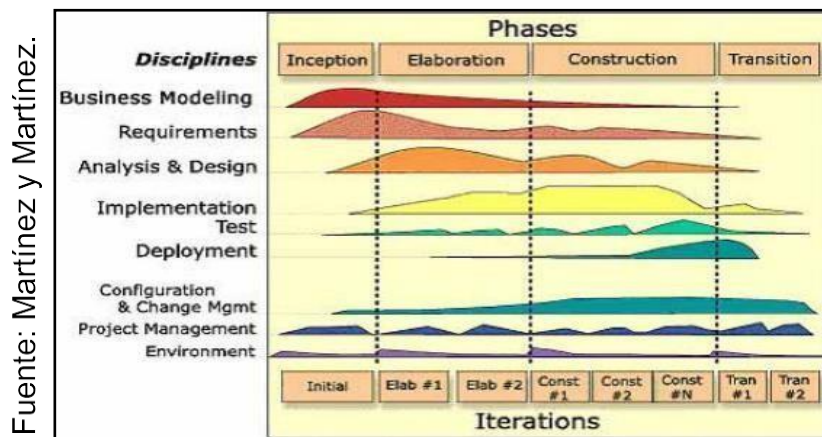 Fuente: Martínez y Martínez.
Phases
Disciplines
Inception
Elaboration
Construction
Transition
Business Modeling
Requirements
Analysis & Design
Implementation
Test
Deployment
Configuration
& Change Mgmt
Project Management
Environment
Initial
Elab #1
Elab #2
Const
#1
Const
#2
Const
#N
Tran
#1
Tran
#2
Iterations